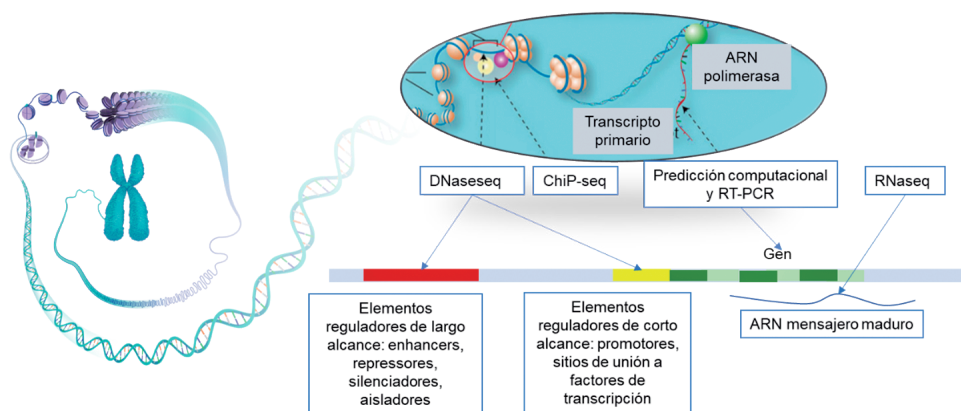 ARN
polimerasa
Transcripto
primario
DNaseseq
ChiP-seq
Predicción computacional
y RT-PCR
RNaseq
Gen
Elementos
reguladores de largo
alcance: enhancers,
represores,
silenciadores,
aisladores
Elementos
reguladores de corto
alcance: promotores,
sitios de unión a
factores de
transcripción
ARN mensajero maduro